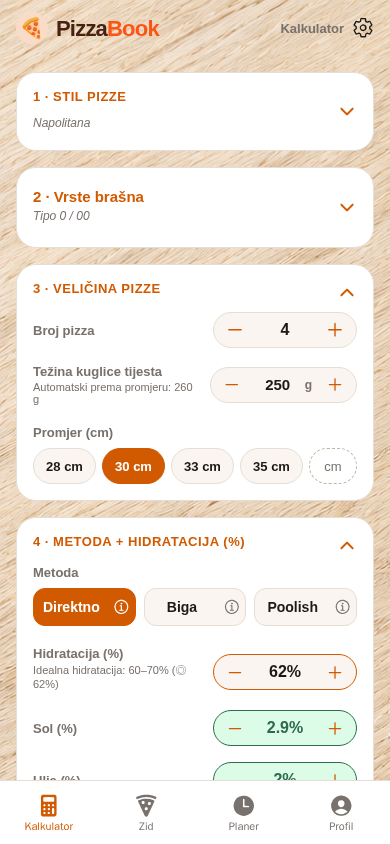 PizzaBook
Kalkulator
1 · STIL PIZZE
Napolitana
2 · Vrste brašna
Tipo 0 / 00
3 · VELIČINA PIZZE
Broj pizza
− 4 +
Težina kuglice tijesta
Automatski prema promjeru: 260
g
− 250 g +
Promjer (cm)
28 cm 30 cm 33 cm 35 cm cm
4 · METODA + HIDRATACIJA (%)
Metoda
Direktno Biga Poolish
Hidratacija (%)
Idealna hidratacija: 60–70% (◎
62%)
− 62% +
Sol (%)
− 2.9% +
Ulje (%)
2%
Kalkulator Zid Planer Profil